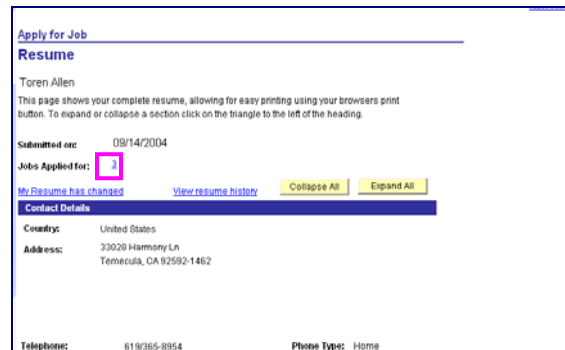 Apply for Job
Resume
Toren Allen
This page shows your complete resume, allowing for easy printing using your browsers print
button. To expand or collapse a section click on the triangle to the left of the heading.
Submitted on: 09/14/2004
Jobs Applied for: 3
My Resume has changed View resume history Collapse All Expand All
Contact Details
Country: United States
Address: 33028 Harmony Ln
Temecula, CA 92592-1462
Telephone: 619/365-8954 Phone Type: Home